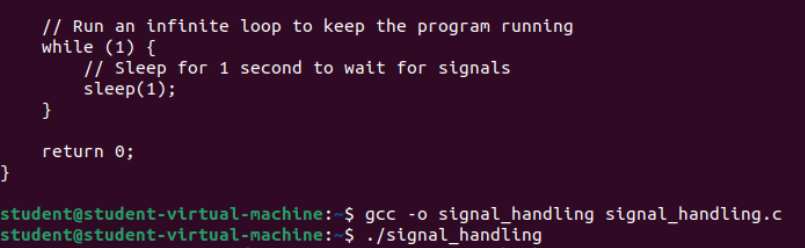 // Run an infinite loop to keep the program running
while (1) {
// Sleep for 1 second to wait for signals
sleep(1);
}
return 0;
}
student@student-virtual-machine:~$ gcc -o signal_handling signal_handling.c
student@student-virtual-machine:~$ ./signal_handling